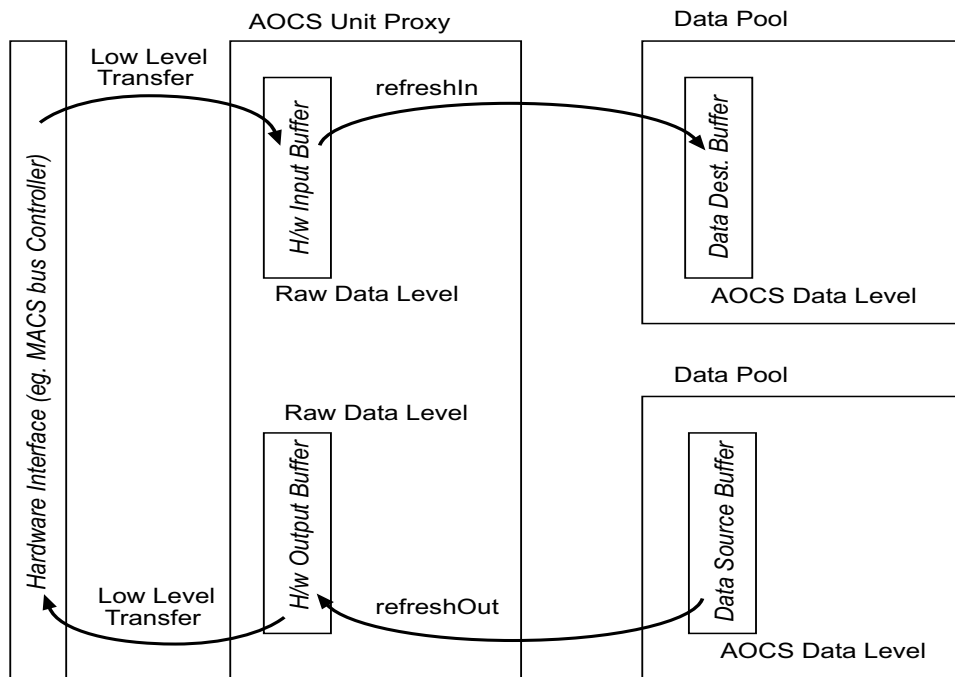 AOCS Unit Proxy
Data Pool
Low Level
Transfer
refreshIn
Hardware Interface (eg. MACS bus Controller)
H/w Input Buffer
Data Dest. Buffer
Raw Data Level
AOCS Data Level
Data Pool
Raw Data Level
H/w Output Buffer
Data Source Buffer
Low Level
Transfer
refreshOut
AOCS Data Level